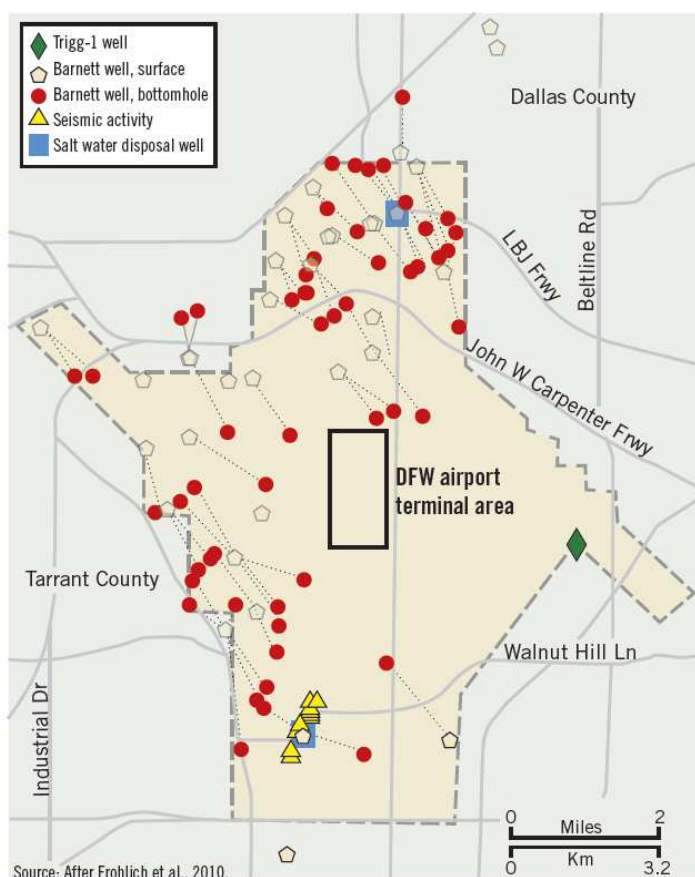 Trigg-1 well
Barnett well, surface
Barnett well, bottomhole
Seismic activity
Salt water disposal well
Dallas County
LBJ Frwy
Beltline Rd
John W Carpenter Frwy
DFW airport
terminal area
Tarrant County
Walnut Hill Ln
Industrial Dr
0 2
Miles
Km
0 3.2
Source: After Frohlich et al., 2010.